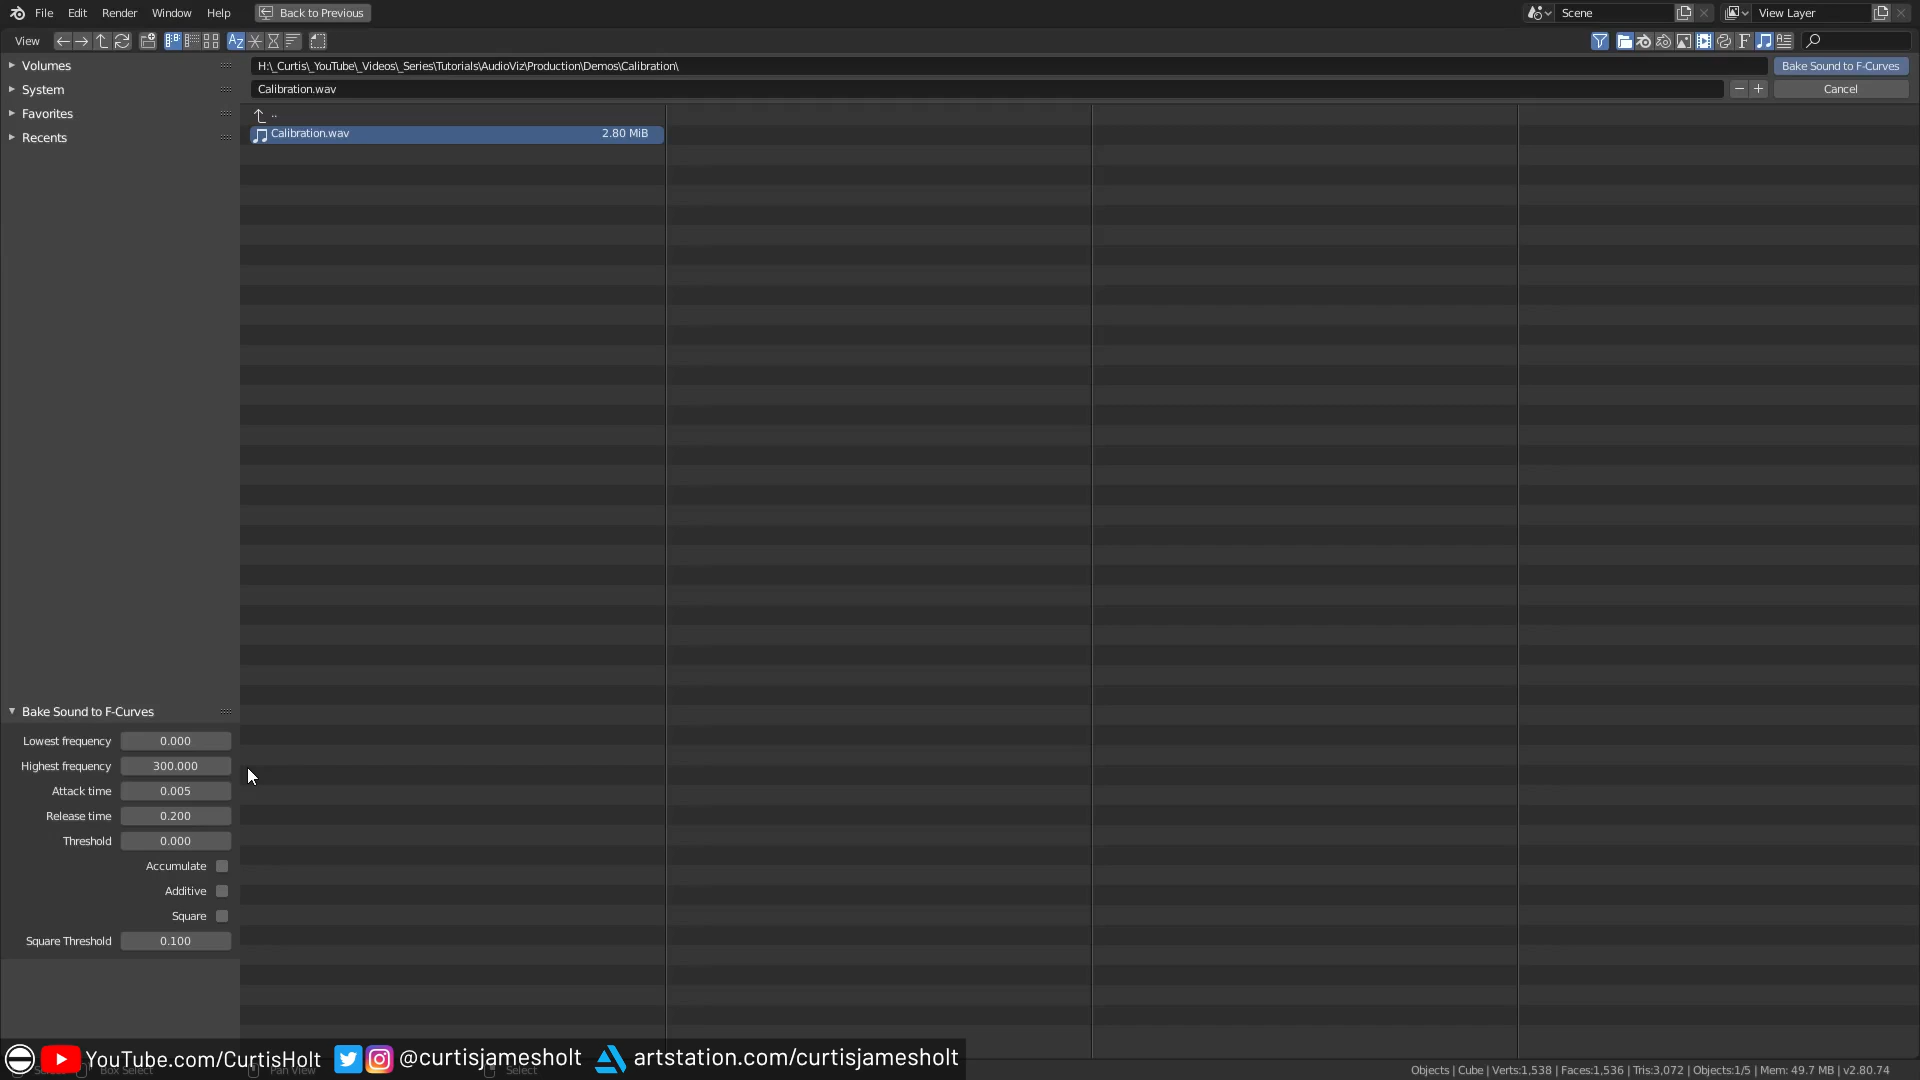 File Edit Render Window Help Back to Previous Scene View Layer
View
Volumes
System
Favorites
Recents
H:\_Curtis\_YouTube\_Videos\_Series\Tutorials\AudioViz\Production\Demos\Calibration\
Bake Sound to F-Curves
Calibration.wav
Cancel
..
Calibration.wav 2.80 MiB
Bake Sound to F-Curves
Lowest frequency 0.000
Highest frequency 300.000
Attack time 0.005
Release time 0.200
Threshold 0.000
Accumulate
Additive
Square
Square Threshold 0.100
YouTube.com/CurtisHolt @curtisjamesholt artstation.com/curtisjamesholt
Box Select Pan View Select
Objects | Cube | Verts:1,538 | Faces:1,536 | Tris:3,072 | Objects:1/5 | Mem: 49.7 MB | v2.80.74